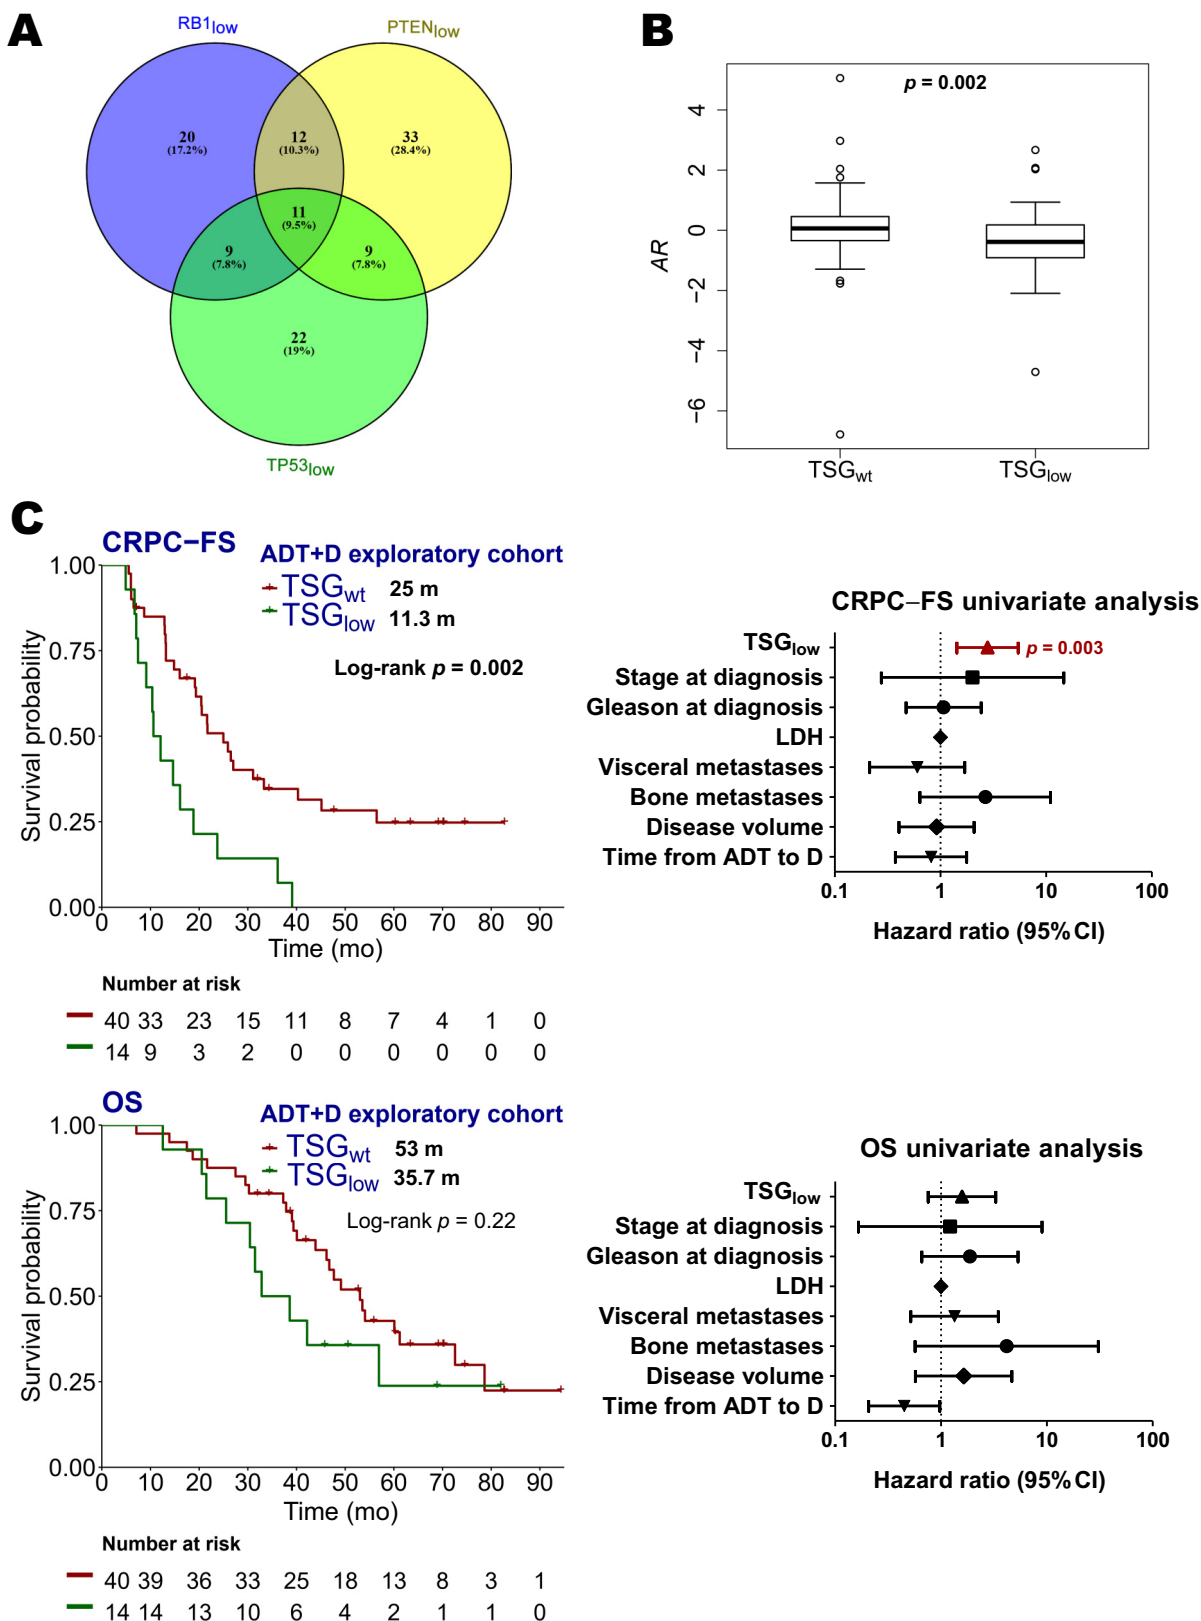 A
RB1low
PTENlow
20
(17.2%)
12
(10.3%)
33
(28.4%)
11
(9.5%)
9
(7.8%)
9
(7.8%)
22
(19%)
TP53low
B
p = 0.002
AR
4
2
0
−2
−4
−6
TSGwt
TSGlow
C
CRPC−FS
ADT+D exploratory cohort
TSGwt 25 m
TSGlow 11.3 m
Log-rank p = 0.002
Survival probability
1.00
0.75
0.50
0.25
0.00
0 10 20 30 40 50 60 70 80 90
Time (mo)
Number at risk
40 33 23 15 11 8 7 4 1 0
14 9 3 2 0 0 0 0 0 0
CRPC−FS univariate analysis
TSGlow
p = 0.003
Stage at diagnosis
Gleason at diagnosis
LDH
Visceral metastases
Bone metastases
Disease volume
Time from ADT to D
0.1 1 10 100
Hazard ratio (95% CI)
OS
ADT+D exploratory cohort
TSGwt 53 m
TSGlow 35.7 m
Log-rank p = 0.22
Survival probability
1.00
0.75
0.50
0.25
0.00
0 10 20 30 40 50 60 70 80 90
Time (mo)
Number at risk
40 39 36 33 25 18 13 8 3 1
14 14 13 10 6 4 2 1 1 0
OS univariate analysis
TSGlow
Stage at diagnosis
Gleason at diagnosis
LDH
Visceral metastases
Bone metastases
Disease volume
Time from ADT to D
0.1 1 10 100
Hazard ratio (95% CI)